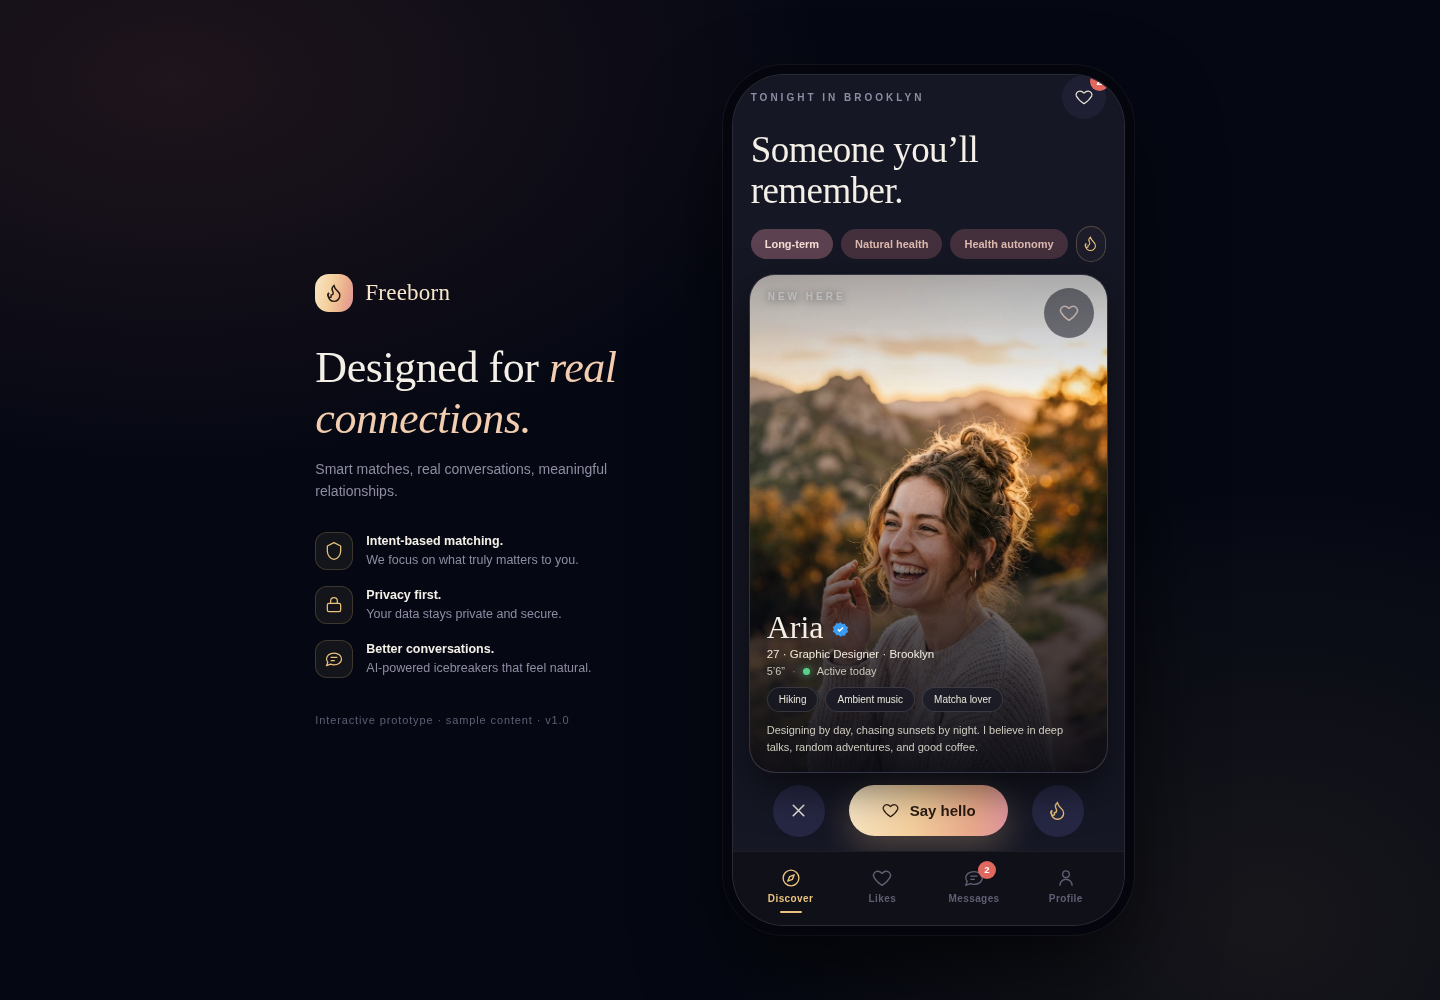 Freeborn
Designed for real
connections.
Smart matches, real conversations, meaningful
relationships.
Intent-based matching.
We focus on what truly matters to you.
Privacy first.
Your data stays private and secure.
Better conversations.
AI-powered icebreakers that feel natural.
Interactive prototype · sample content · v1.0
TONIGHT IN BROOKLYN
Someone you’ll
remember.
Long-term Natural health Health autonomy
NEW HERE
Aria
27 · Graphic Designer · Brooklyn
5'6" · Active today
Hiking Ambient music Matcha lover
Designing by day, chasing sunsets by night. I believe in deep
talks, random adventures, and good coffee.
Say hello
2
Discover Likes Messages Profile